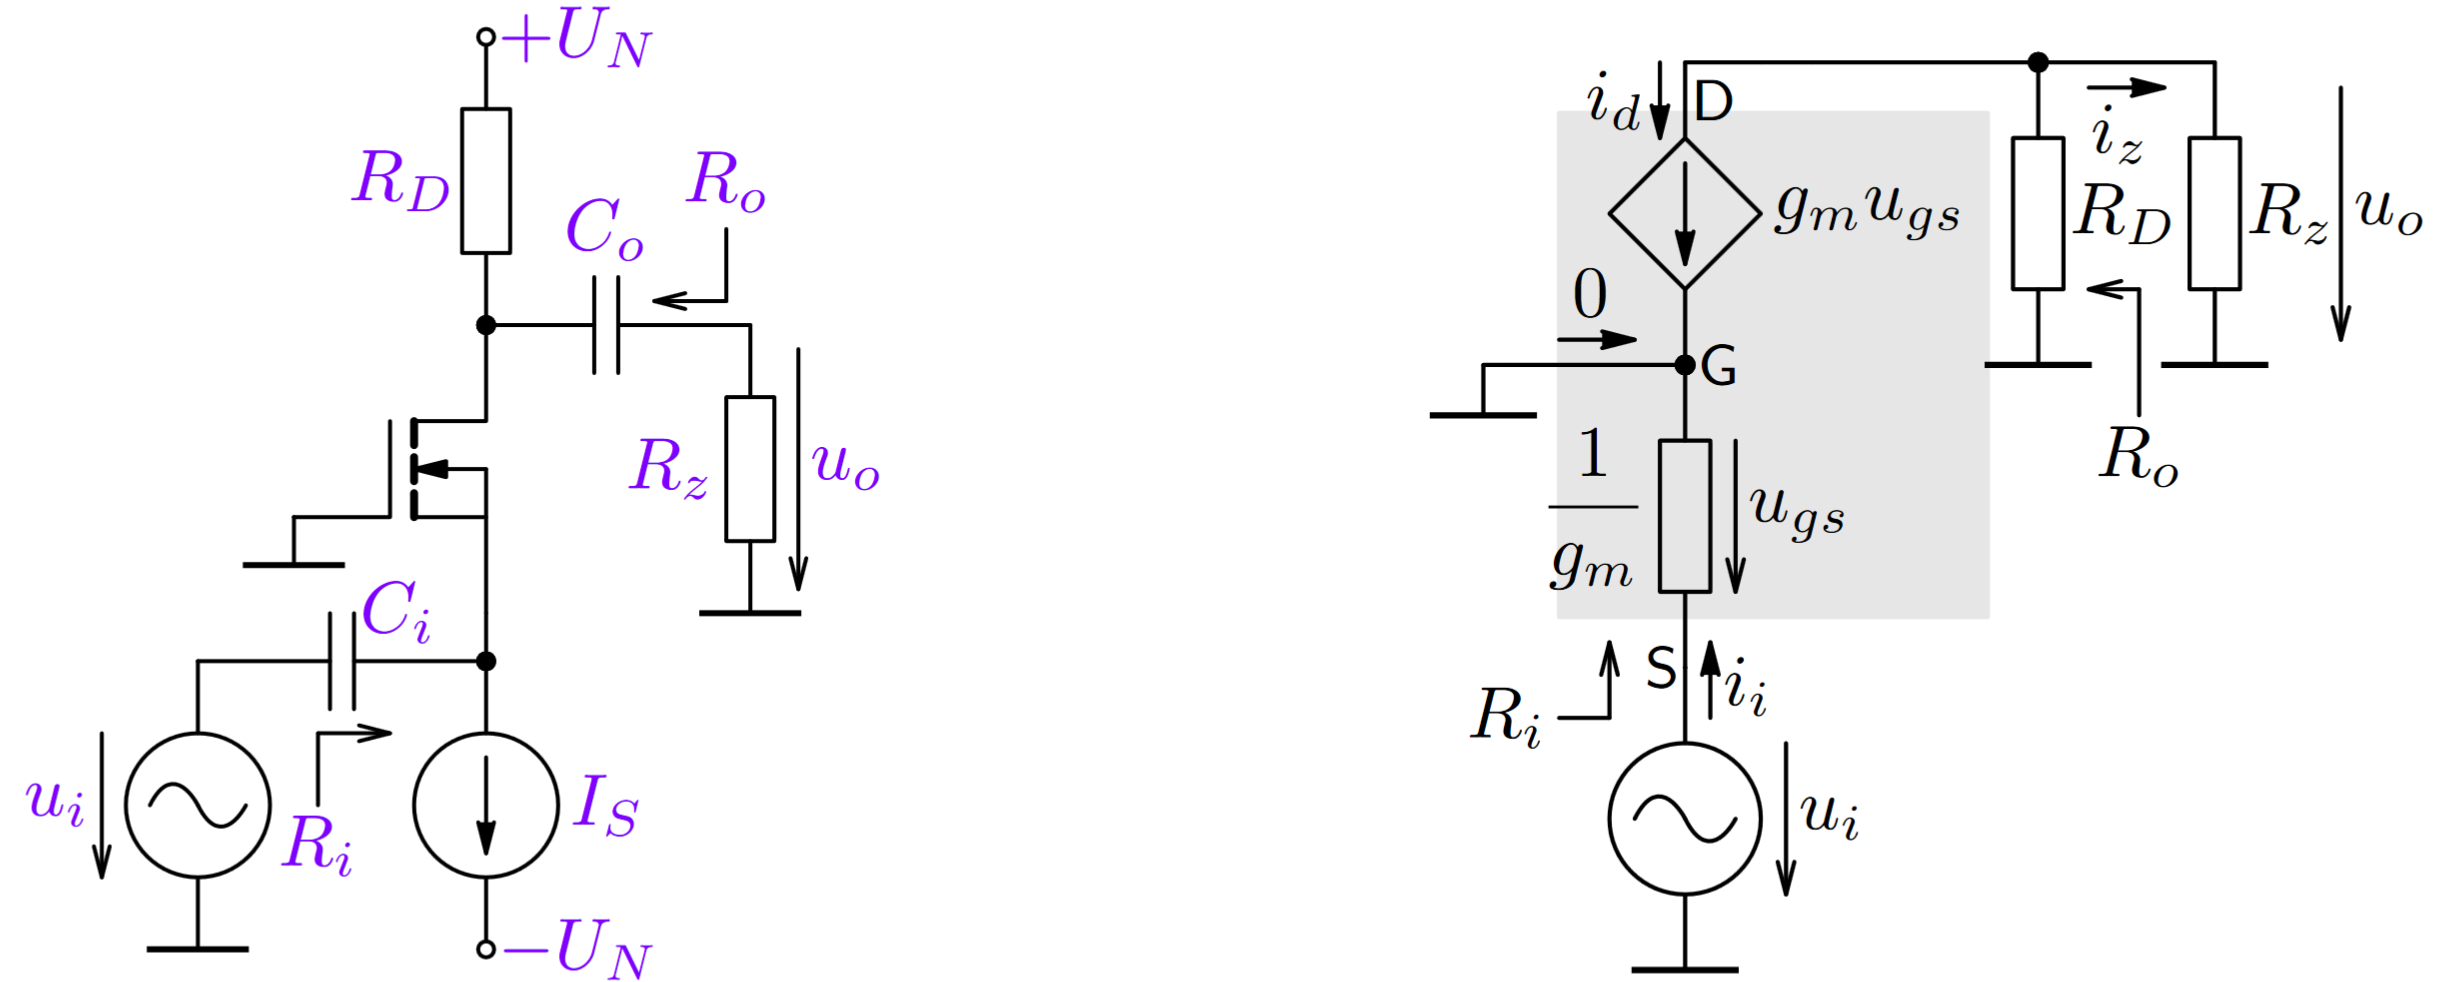 +U_N
R_D
R_o
C_o
R_z
u_o
C_i
u_i
R_i
I_S
−U_N
i_d
D
g_m u_{gs}
i_z
R_D
R_z
u_o
0
G
R_o
1
g_m
u_{gs}
S
i_i
R_i
u_i